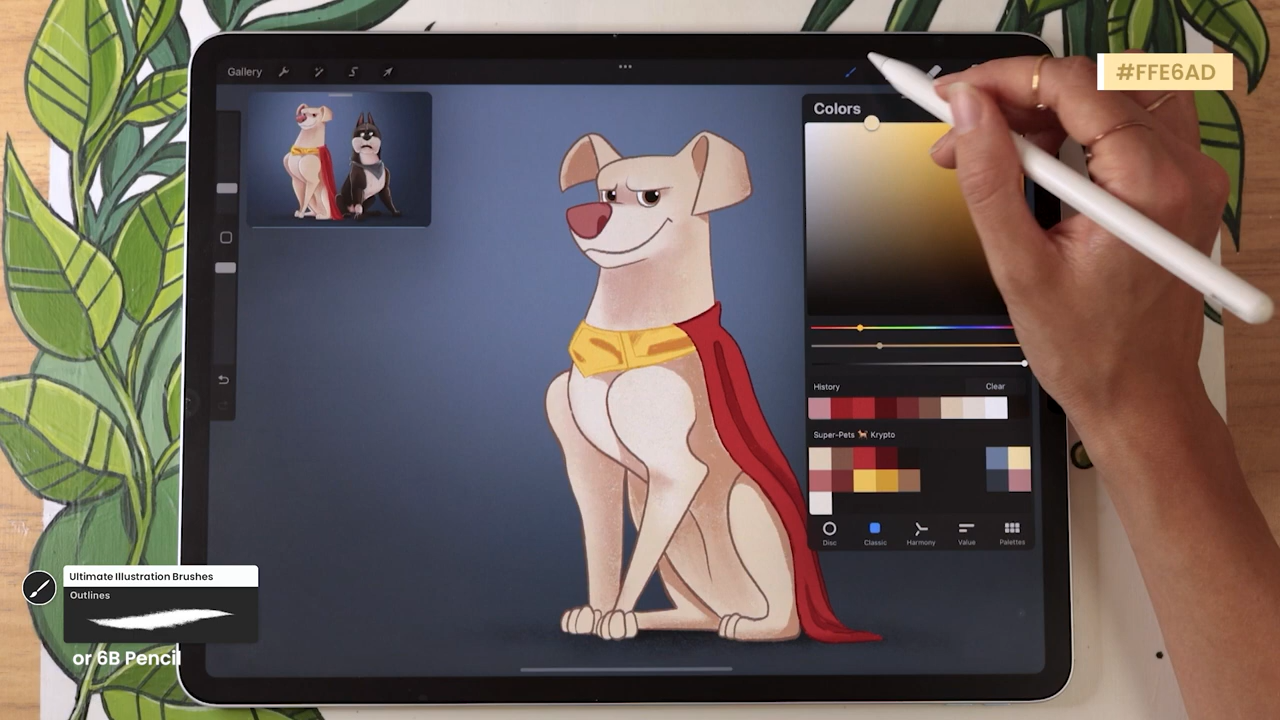 Gallery
#FFE6AD
Colors
History
Clear
Super-Pets 🐕 Krypto
Disc
Classic
Harmony
Value
Palettes
Ultimate Illustration Brushes
Outlines
or 6B Pencil